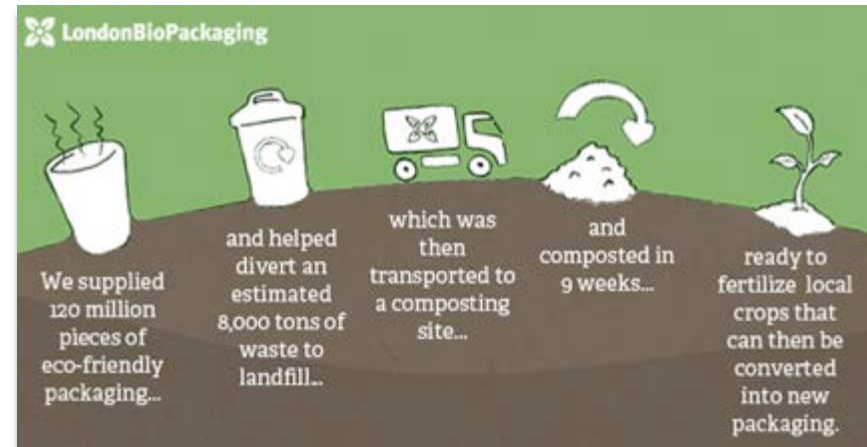 LondonBioPackaging
We supplied
120 million
pieces of
eco-friendly
packaging...
and helped
divert an
estimated
8,000 tons of
waste to
landfill...
which was
then
transported to
a composting
site...
and
composted in
9 weeks...
ready to
fertilize local
crops that
can then be
converted
into new
packaging.